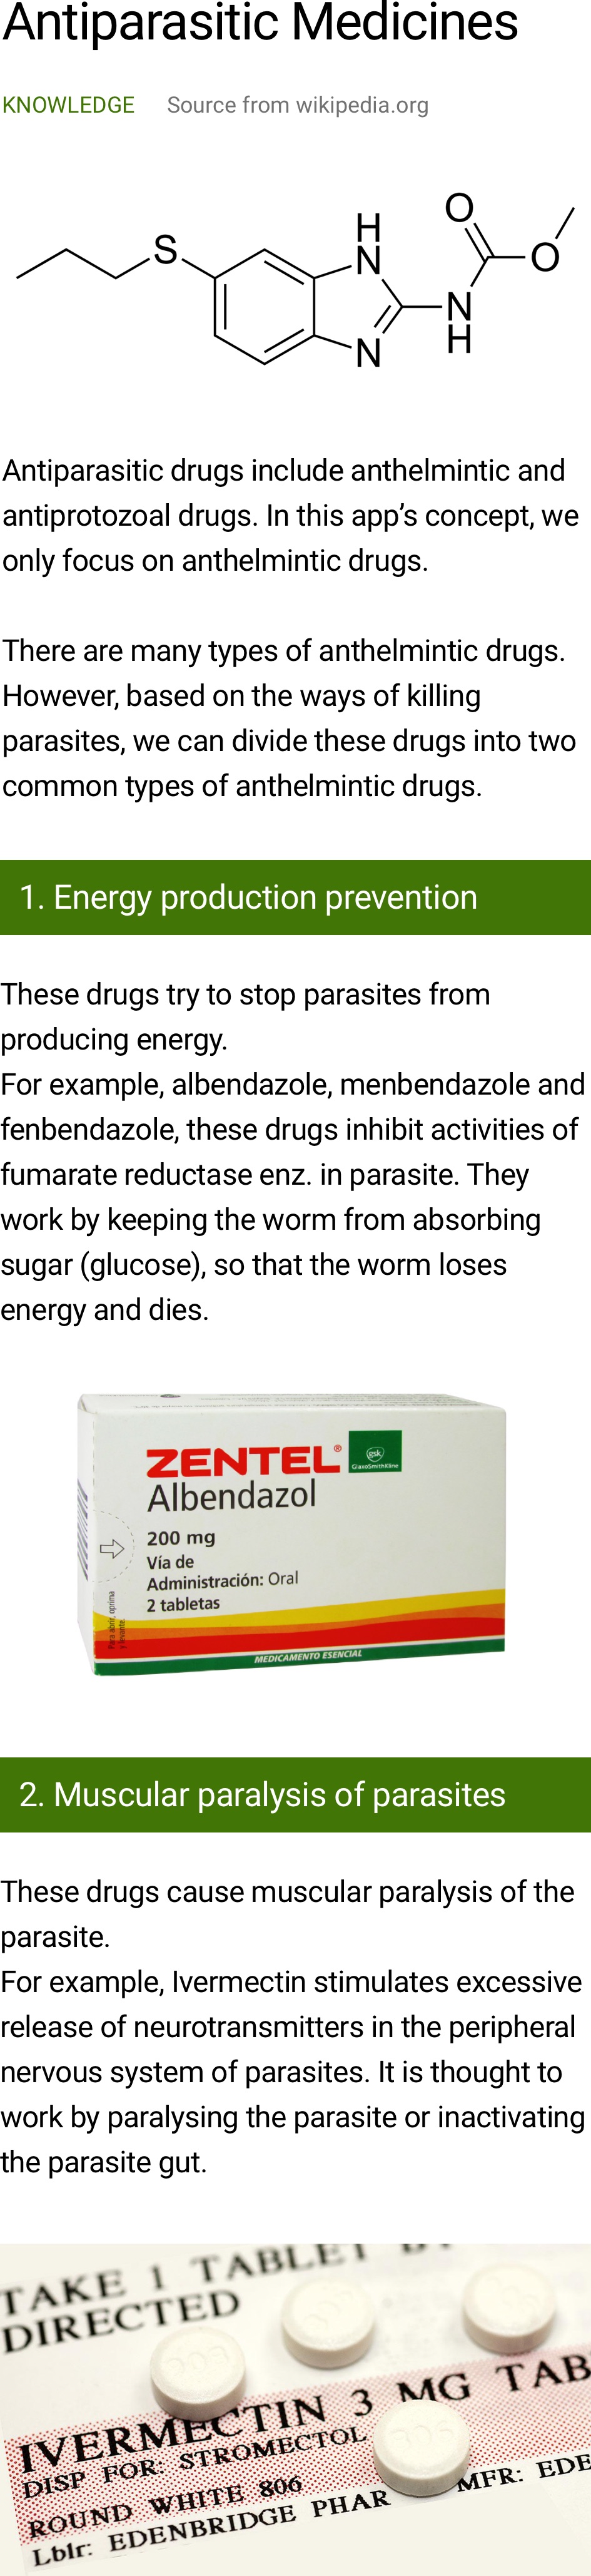 Antiparasitic Medicines
KNOWLEDGE Source from wikipedia.org
O
H
S
N
O
N
H
N
Antiparasitic drugs include anthelmintic and
antiprotozoal drugs. In this app’s concept, we
only focus on anthelmintic drugs.
There are many types of anthelmintic drugs.
However, based on the ways of killing
parasites, we can divide these drugs into two
common types of anthelmintic drugs.
1. Energy production prevention
These drugs try to stop parasites from
producing energy.
For example, albendazole, menbendazole and
fenbendazole, these drugs inhibit activities of
fumarate reductase enz. in parasite. They
work by keeping the worm from absorbing
sugar (glucose), so that the worm loses
energy and dies.
ZENTEL®
gsk
GlaxoSmithKline
Albendazol
200 mg
Vía de
Administración: Oral
2 tabletas
Para abrir, oprima
y levante.
MEDICAMENTO ESENCIAL
2. Muscular paralysis of parasites
These drugs cause muscular paralysis of the
parasite.
For example, Ivermectin stimulates excessive
release of neurotransmitters in the peripheral
nervous system of parasites. It is thought to
work by paralysing the parasite or inactivating
the parasite gut.
TAKE 1 TABLET
DIRECTED
IVERMECTIN 3 MG TAB
DISP FOR: STROMECTOL
ROUND WHITE 806
MFR: EDE
Lblr: EDENBRIDGE PHAR